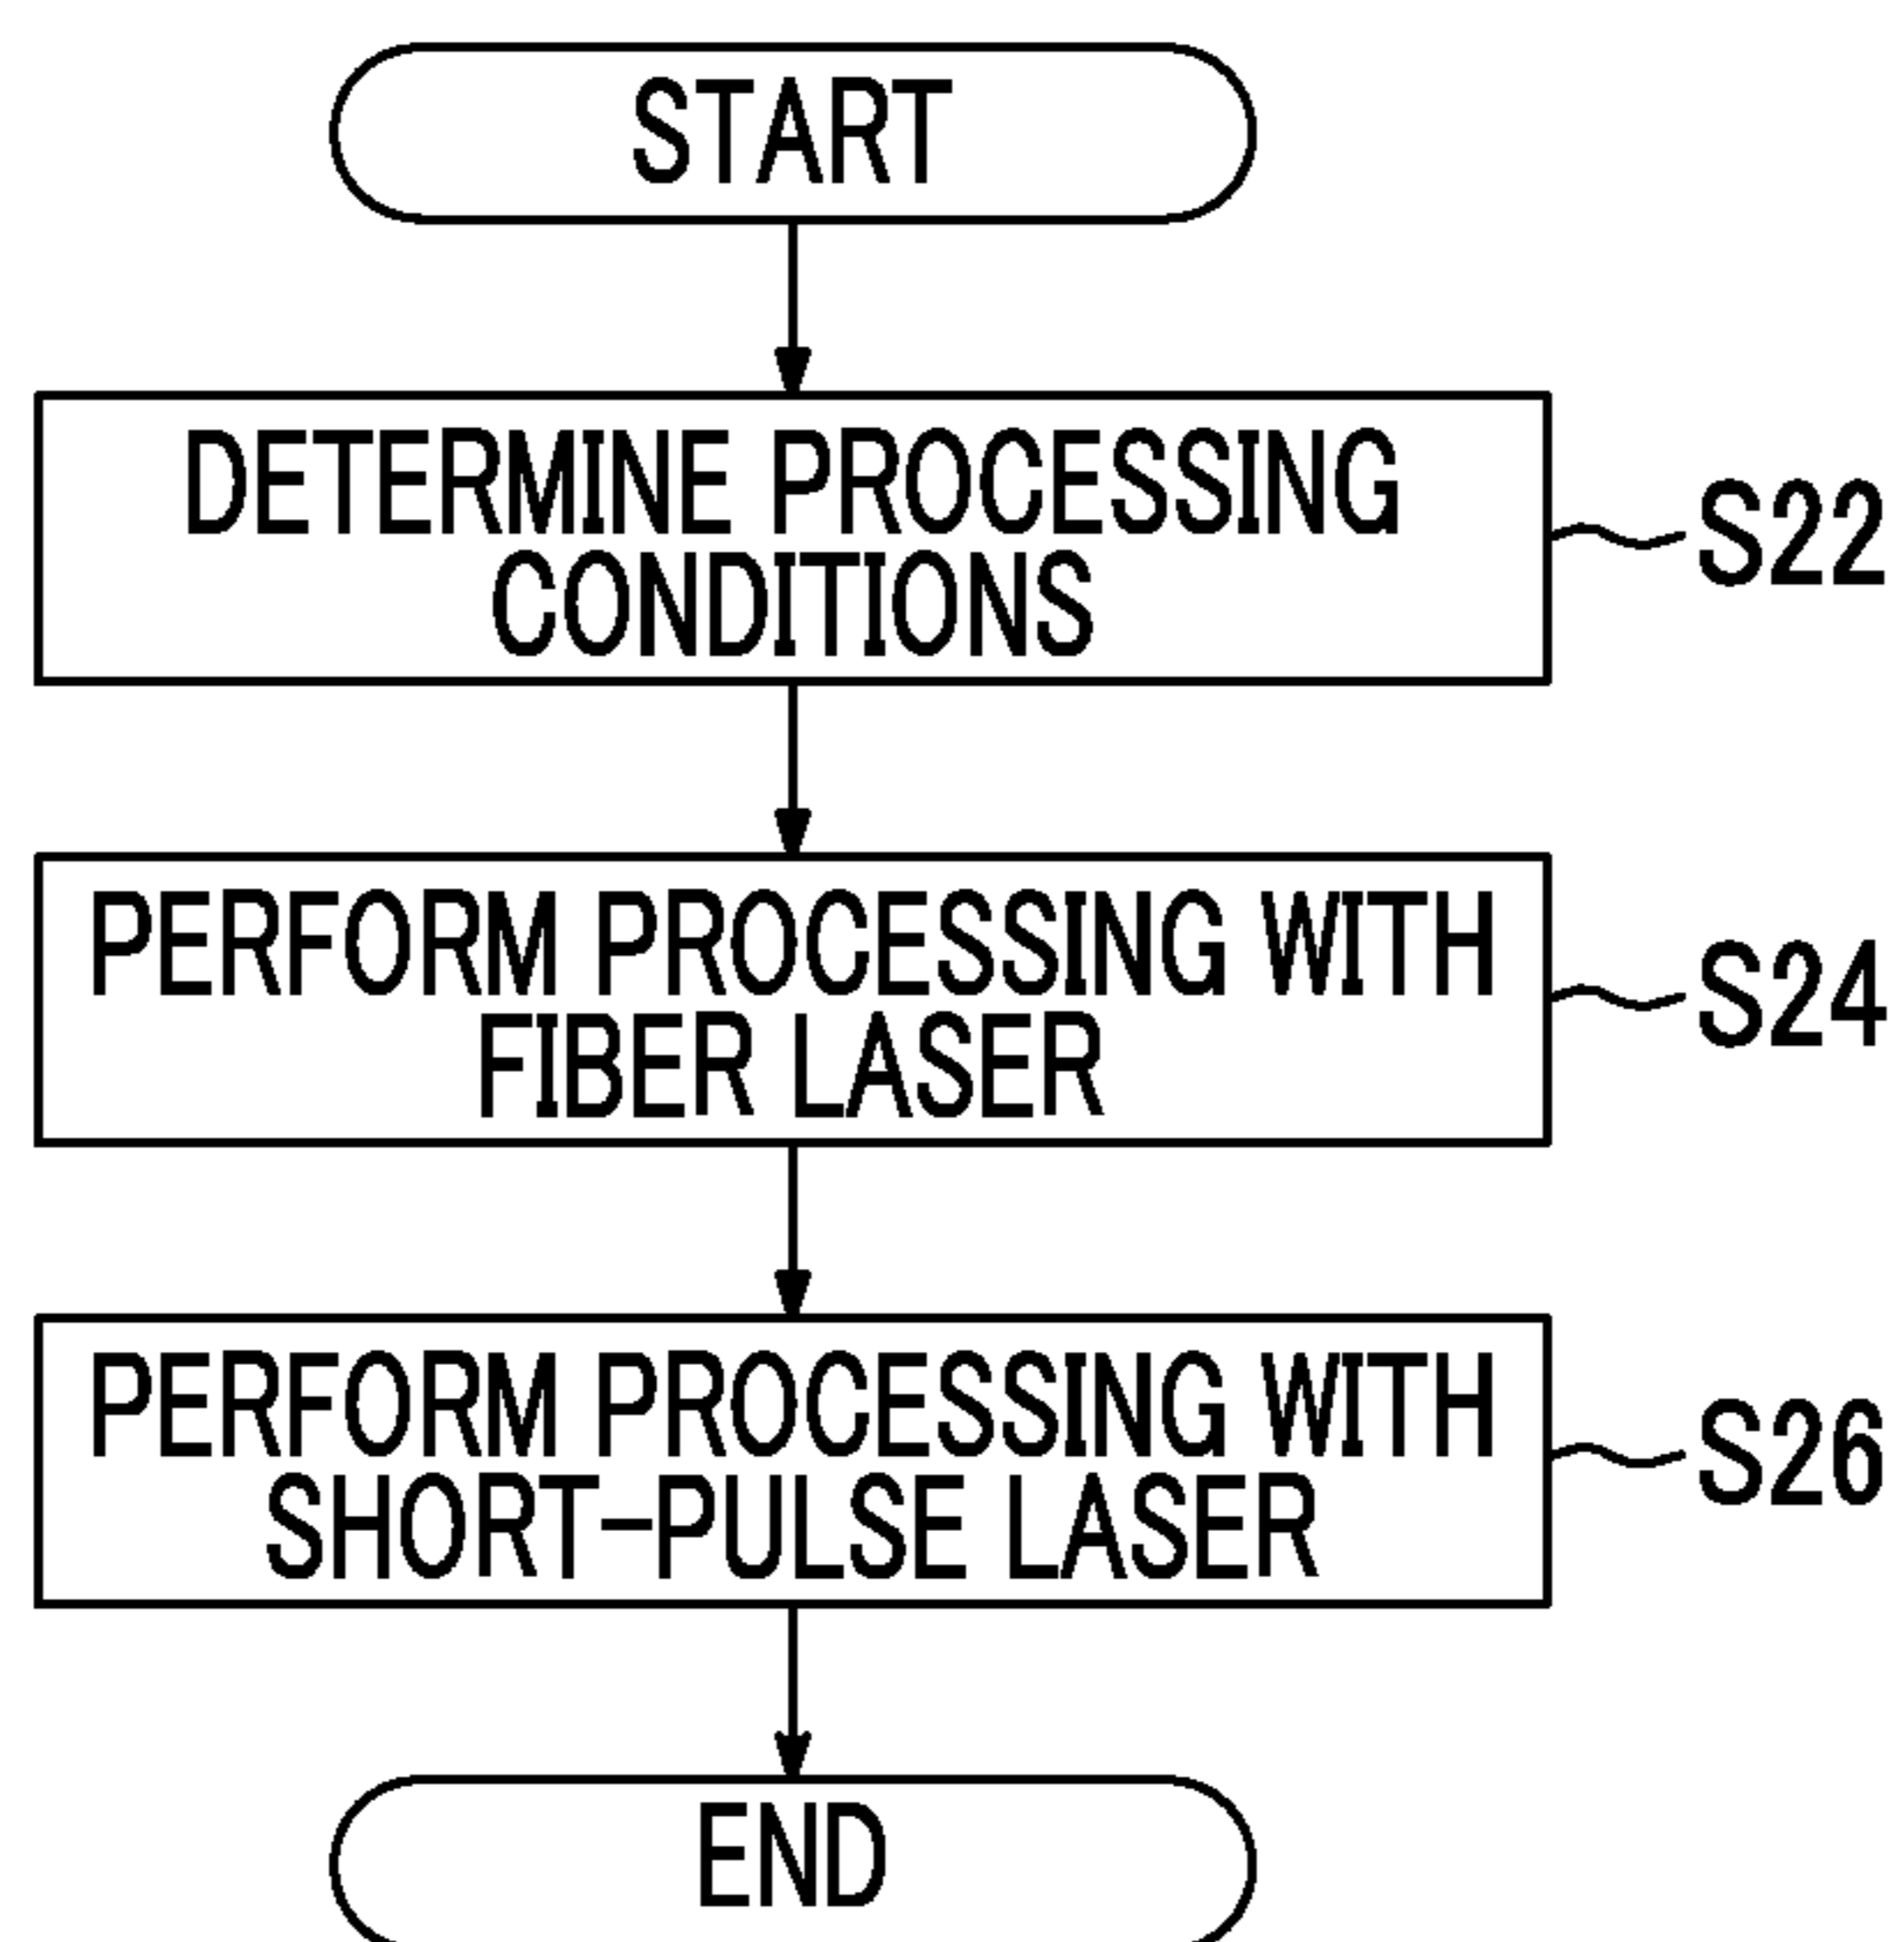 START
DETERMINE PROCESSING
CONDITIONS
S22
PERFORM PROCESSING WITH
FIBER LASER
S24
PERFORM PROCESSING WITH
SHORT-PULSE LASER
S26
END